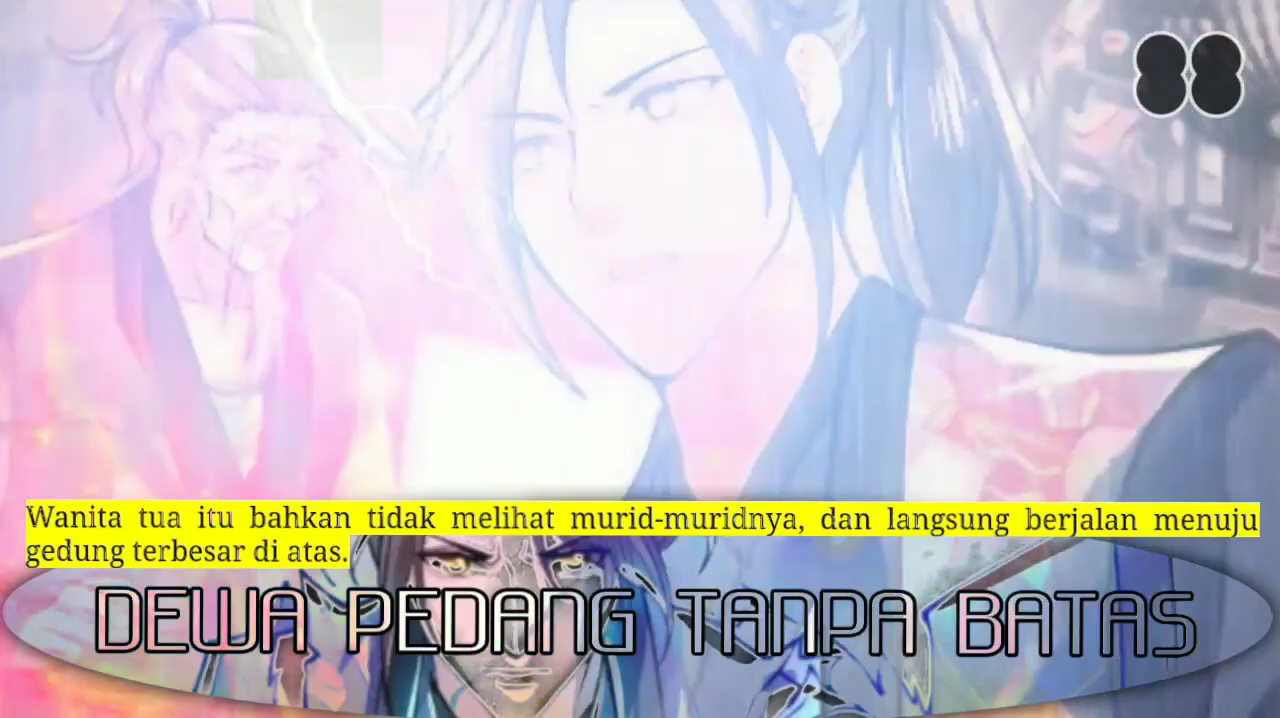 88
Wanita tua itu bahkan tidak melihat murid-muridnya, dan langsung berjalan menuju
gedung terbesar di atas.
DEWA PEDANG TANPA BATAS